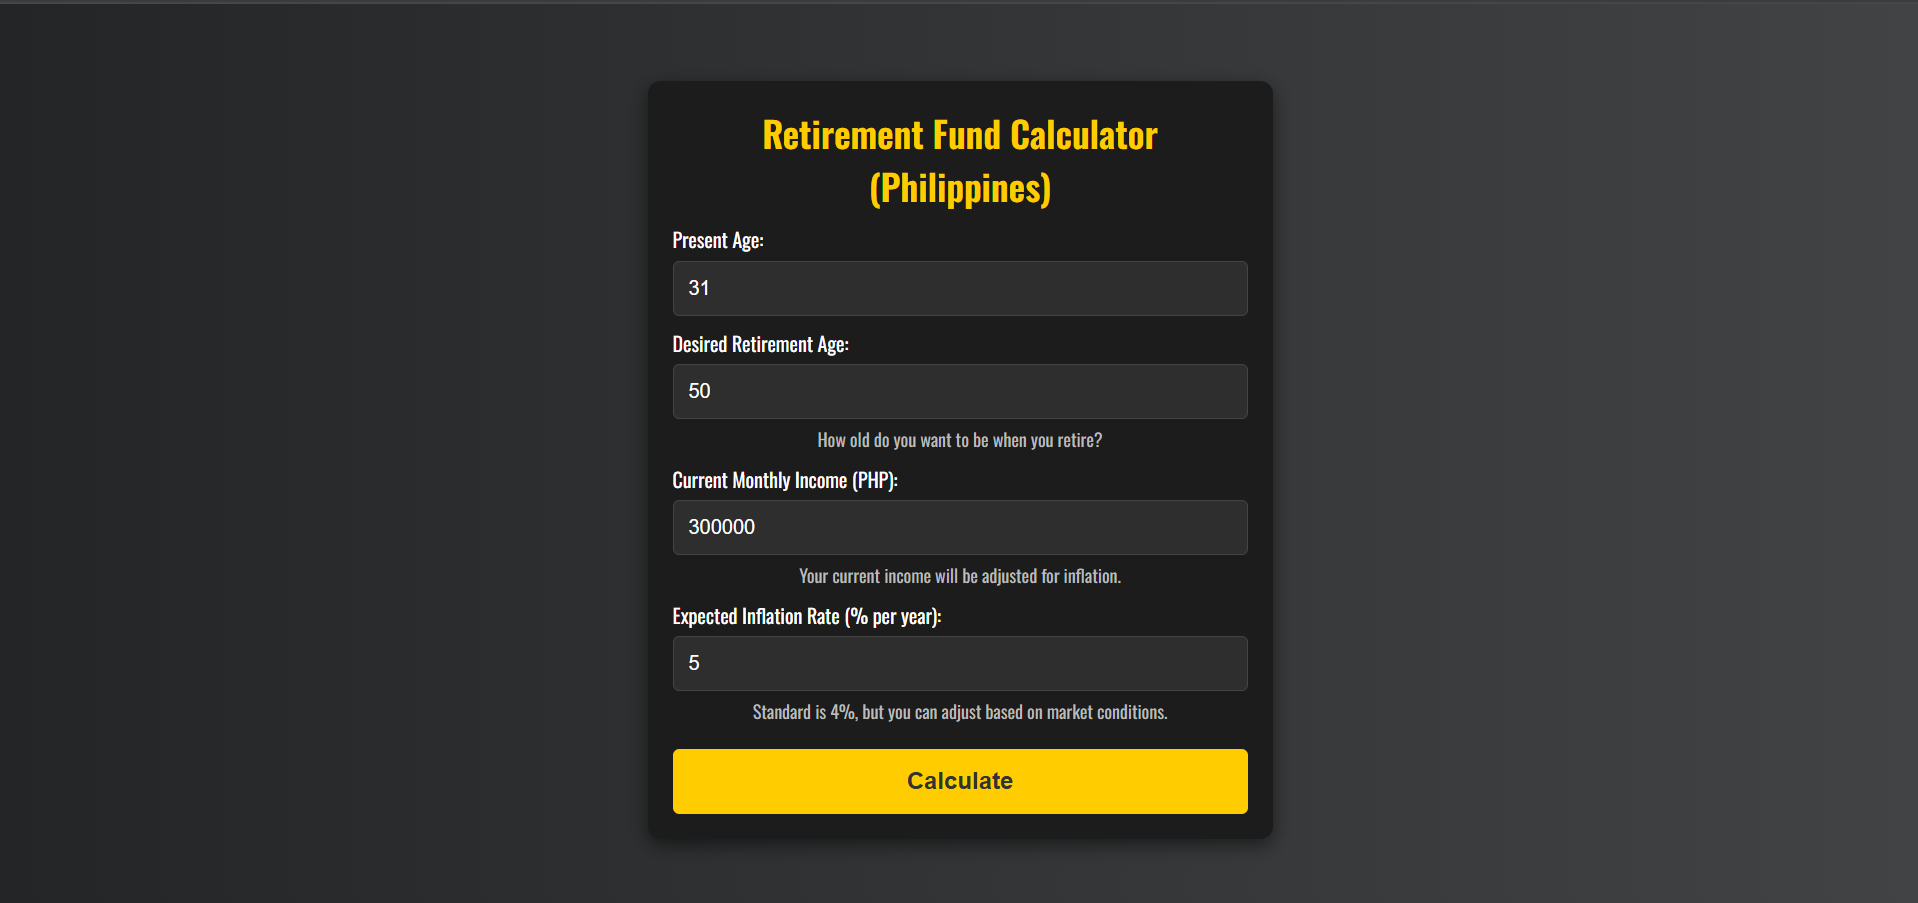 Retirement Fund Calculator
(Philippines)
Present Age:
31
Desired Retirement Age:
50
How old do you want to be when you retire?
Current Monthly Income (PHP):
300000
Your current income will be adjusted for inflation.
Expected Inflation Rate (% per year):
5
Standard is 4%, but you can adjust based on market conditions.
Calculate